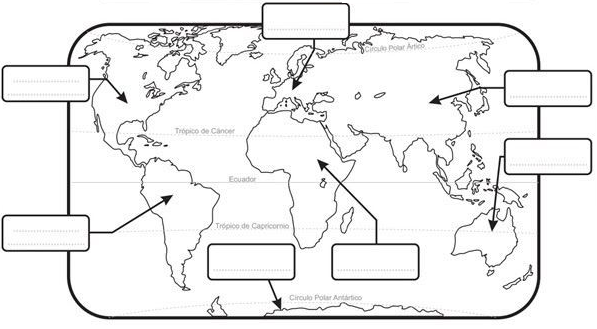 Círculo Polar Ártico
Trópico de Cáncer
Ecuador
Trópico de Capricornio
Círculo Polar Antártico